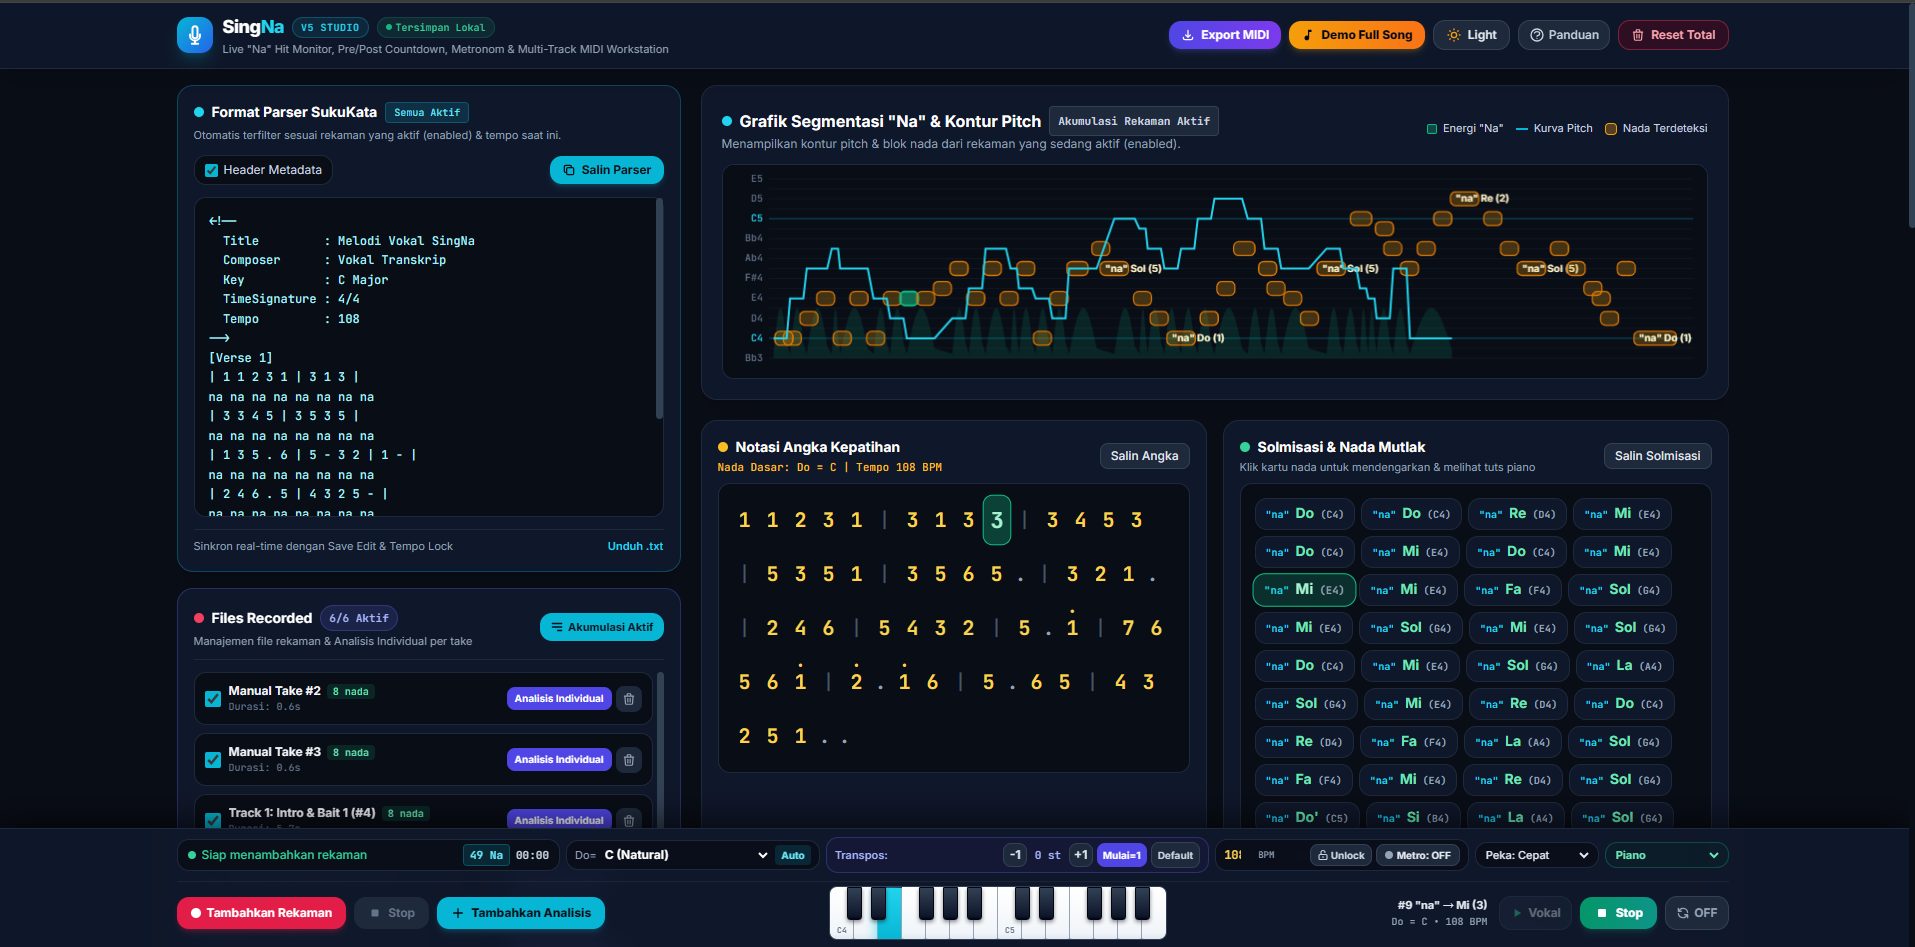 SingNa V5 STUDIO Tersimpan Lokal
Live "Na" Hit Monitor, Pre/Post Countdown, Metronom & Multi-Track MIDI Workstation
Export MIDI Demo Full Song Light Panduan Reset Total
Format Parser SukuKata Semua Aktif
Otomatis terfilter sesuai rekaman yang aktif (enabled) & tempo saat ini.
Header Metadata Salin Parser
<!--
Title : Melodi Vokal SingNa
Composer : Vokal Transkrip
Key : C Major
TimeSignature : 4/4
Tempo : 108
-->
[Verse 1]
| 1 1 2 3 1 | 3 1 3 |
na na na na na na na na
| 3 3 4 5 | 3 5 3 5 |
na na na na na na na na
| 1 3 5 . 6 | 5 - 3 2 | 1 - |
na na na na na na na na
| 2 4 6 . 5 | 4 3 2 5 - |
na na na na na na na na
Sinkron real-time dengan Save Edit & Tempo Lock Unduh .txt
Files Recorded 6/6 Aktif
Manajemen file rekaman & Analisis Individual per take
Akumulasi Aktif
Manual Take #2 8 nada
Durasi: 0.6s
Analisis Individual
Manual Take #3 8 nada
Durasi: 0.6s
Analisis Individual
Track 1: Intro & Bait 1 (#4) 8 nada
Analisis Individual
Grafik Segmentasi "Na" & Kontur Pitch Akumulasi Rekaman Aktif
Menampilkan kontur pitch & blok nada dari rekaman yang sedang aktif (enabled).
Energi "Na" Kurva Pitch Nada Terdeteksi
E5
D5
C5
Bb4
Ab4
F#4
E4
D4
C4
Bb3
"na" Re (2)
"na" Sol (5) "na" Sol (5) "na" Sol (5)
"na" Do (1) "na" Do (1)
Notasi Angka Kepatihan
Nada Dasar: Do = C | Tempo 108 BPM
Salin Angka
1 1 2 3 1 | 3 1 3 3 | 3 4 5 3
| 5 3 5 1 | 3 5 6 5 . | 3 2 1 .
| 2 4 6 | 5 4 3 2 | 5 . 1̇ | 7 6
5 6 1̇ | 2̇ . 1̇ 6 | 5 . 6 5 | 4 3
2 5 1 . .
Solmisasi & Nada Mutlak
Klik kartu nada untuk mendengarkan & melihat tuts piano
Salin Solmisasi
"na" Do (C4) "na" Do (C4) "na" Re (D4) "na" Mi (E4)
"na" Do (C4) "na" Mi (E4) "na" Do (C4) "na" Mi (E4)
"na" Mi (E4) "na" Mi (E4) "na" Fa (F4) "na" Sol (G4)
"na" Mi (E4) "na" Sol (G4) "na" Mi (E4) "na" Sol (G4)
"na" Do (C4) "na" Mi (E4) "na" Sol (G4) "na" La (A4)
"na" Sol (G4) "na" Mi (E4) "na" Re (D4) "na" Do (C4)
"na" Re (D4) "na" Fa (F4) "na" La (A4) "na" Sol (G4)
"na" Fa (F4) "na" Mi (E4) "na" Re (D4) "na" Sol (G4)
"na" Do' (C5) "na" Si (B4) "na" La (A4) "na" Sol (G4)
Siap menambahkan rekaman 49 Na 00:00
Do= C (Natural) Auto
Transpos: -1 0 st +1 Mulai=1 Default
108 BPM Unlock Metro: OFF
Peka: Cepat
Piano
Tambahkan Rekaman Stop Tambahkan Analisis
C4 C5
#9 "na" → Mi (3)
Do = C • 108 BPM
Vokal Stop OFF